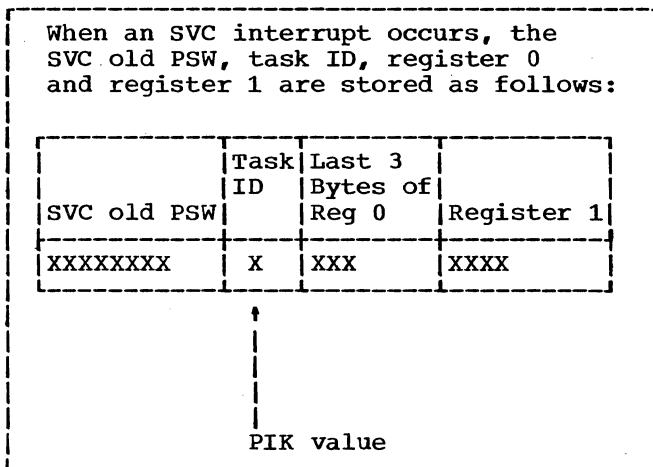 When an SVC interrupt occurs, the
SVC old PSW, task ID, register 0
and register 1 are stored as follows:
Task Last 3
ID Bytes of
SVC old PSW Reg 0 Register 1
XXXXXXXX X XXX XXXX
PIK value